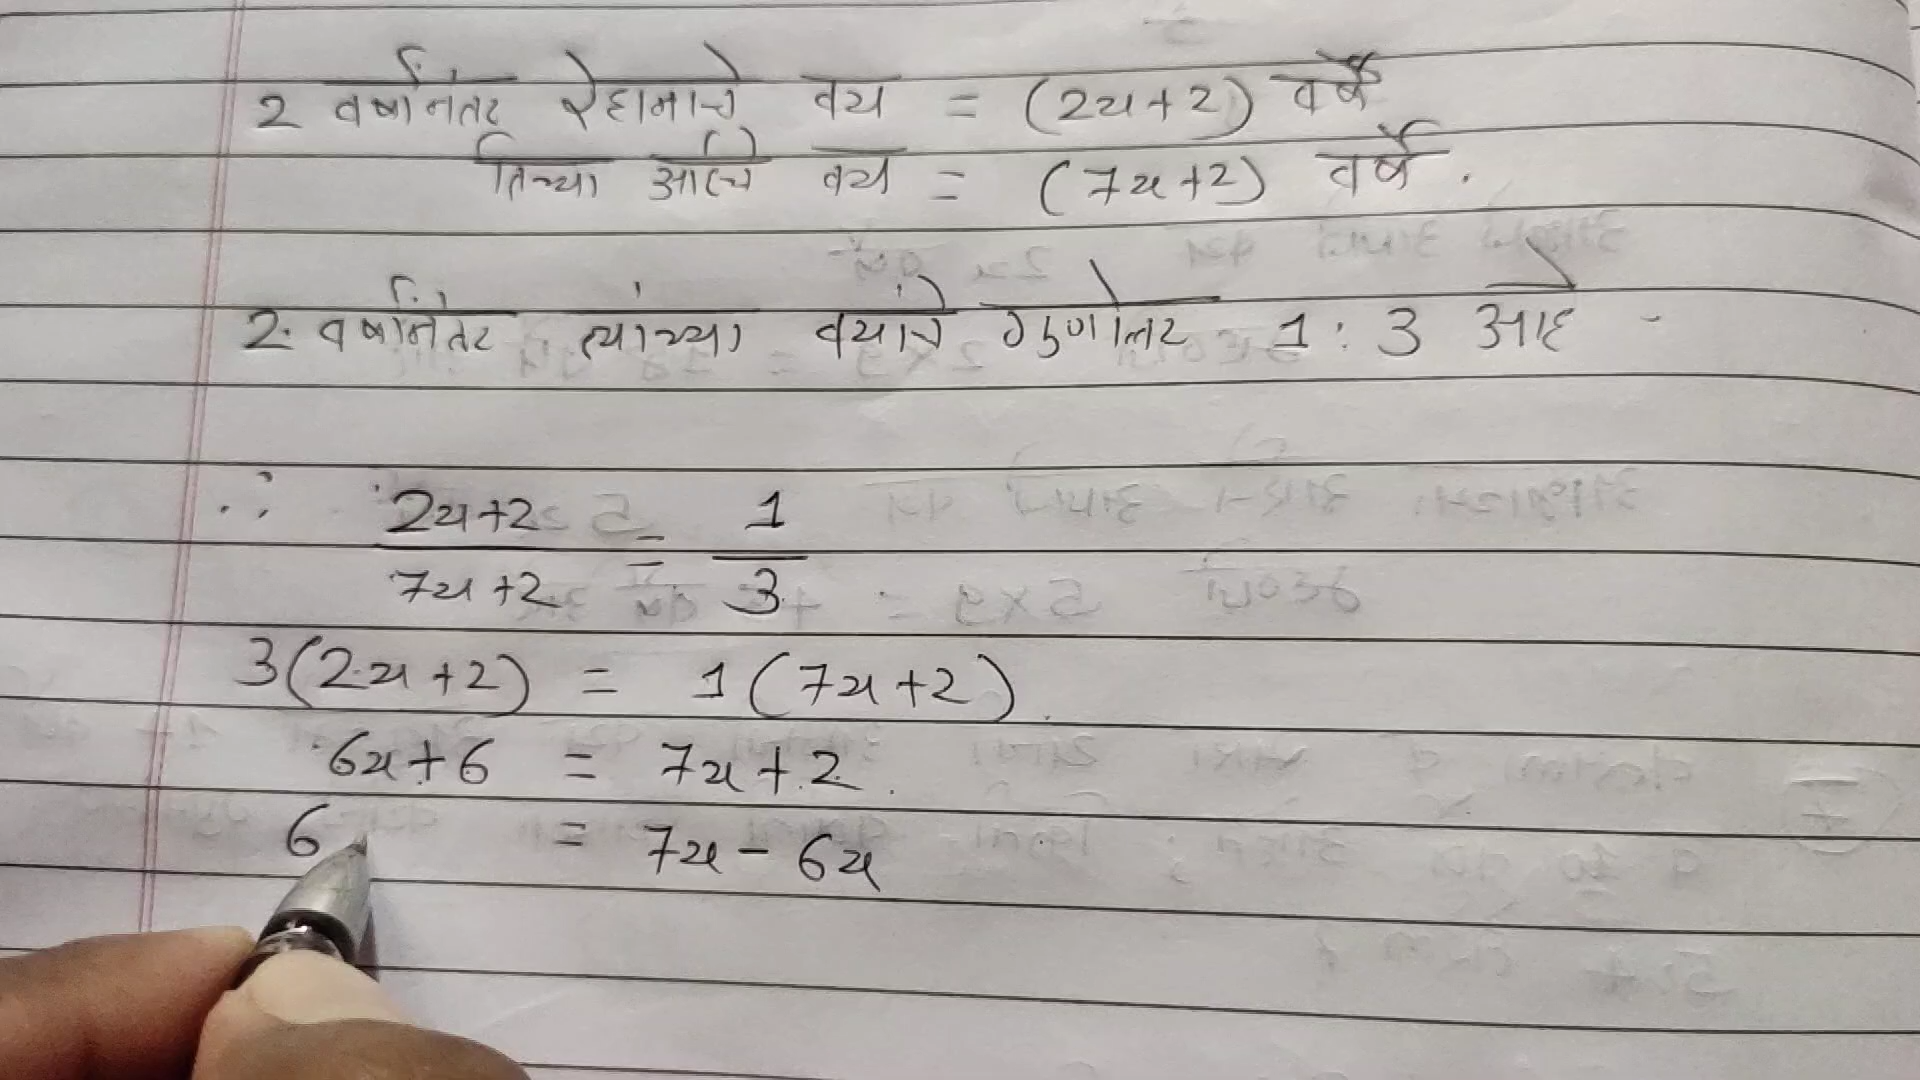 2 वर्षानंतर रेहानाचे वय = (2x+2) वर्षे
तिच्या आईचे वय = (7x+2) वर्षे.
2. वर्षानंतर त्यांच्या वयाचे गुणोत्तर 1:3 आहे
∴ 2x+2/7x+2 = 1/3
3(2x+2) = 1(7x+2).
6x+6 = 7x+2.
6 = 7x-6x